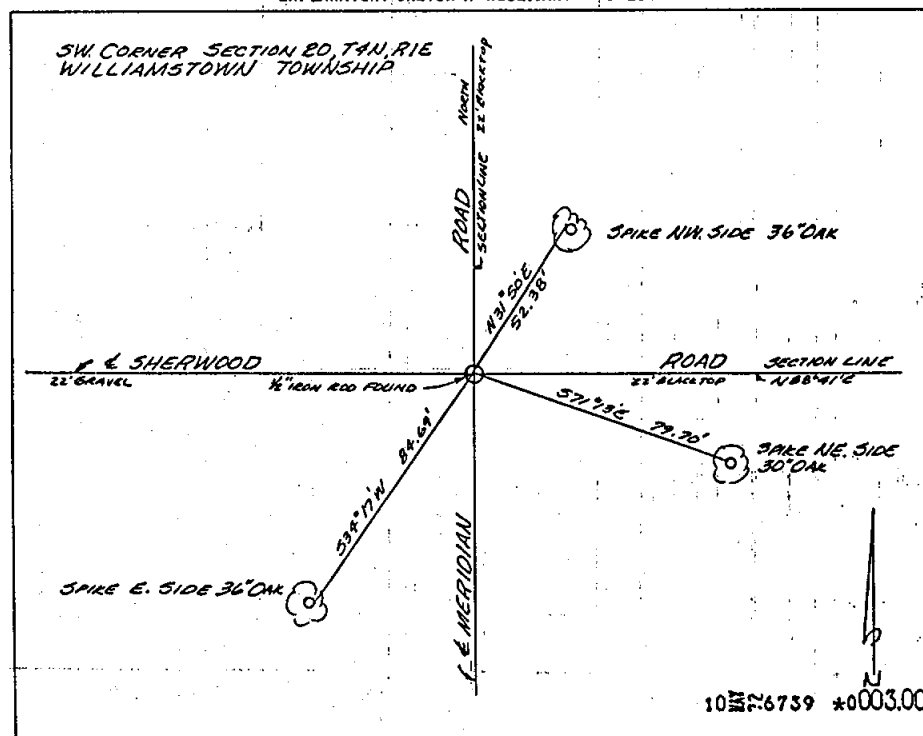 SW. CORNER SECTION 20, T4N, R1E
WILLIAMSTOWN TOWNSHIP
NORTH
22' BLACKTOP
ROAD
SECTION LINE
SPIKE NW. SIDE 36" OAK
N31°50'E
52.38'
℄ SHERWOOD
ROAD
SECTION LINE
22' GRAVEL
½" IRON ROD FOUND
22' BLACKTOP
N88°41'E
S71°13'E 79.70'
SPIKE NE. SIDE
30" OAK
S34°17'W 84.69'
SPIKE E. SIDE 36" OAK
℄ MERIDIAN
N
10 MAY 6739 *0003.00